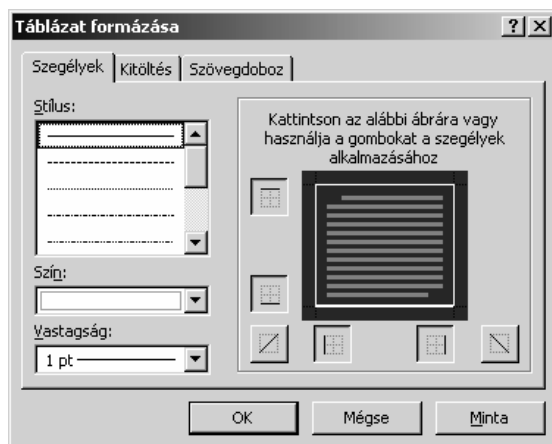 Táblázat formázása
Szegélyek Kitöltés Szövegdoboz
Stílus:
Kattintson az alábbi ábrára vagy
használja a gombokat a szegélyek
alkalmazásához
Szín:
Vastagság:
1 pt
OK Mégse Minta